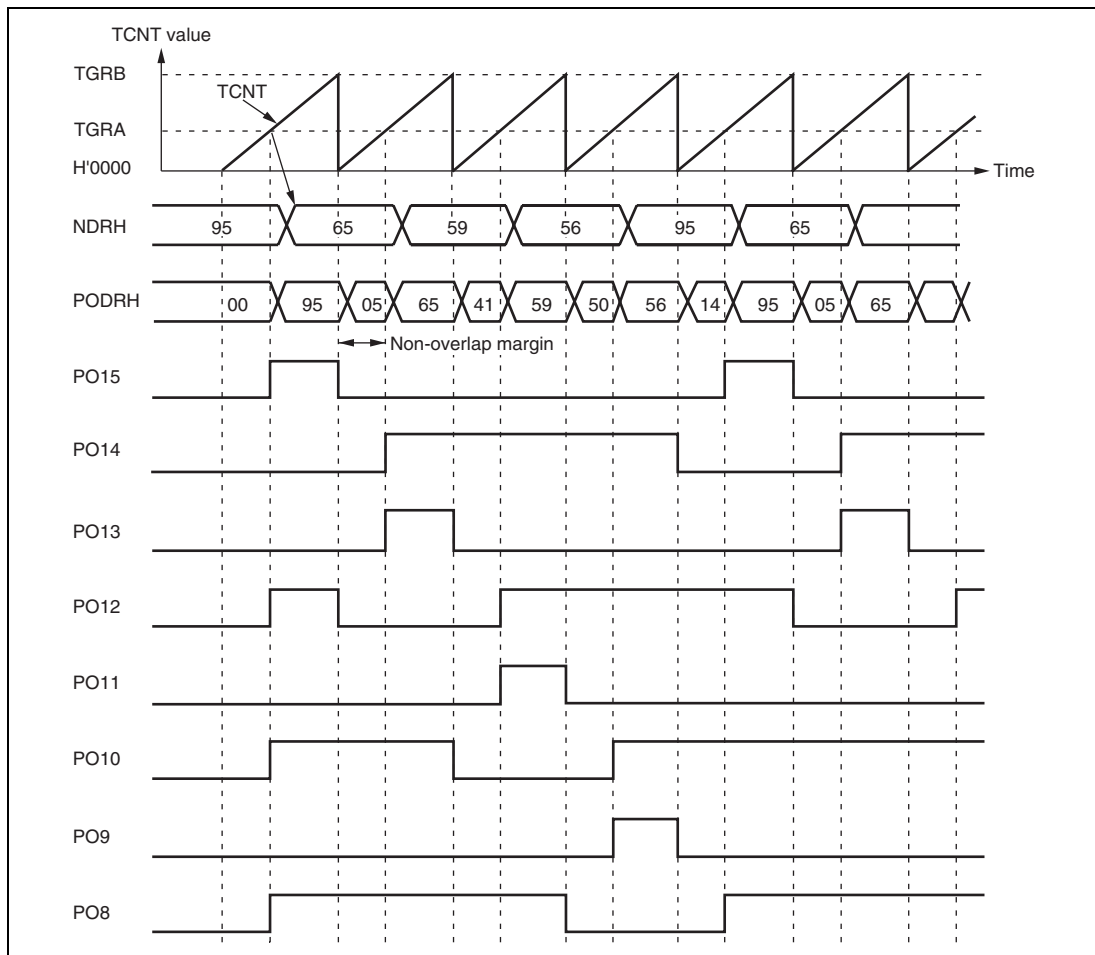 TCNT value
TGRB
TCNT
TGRA
H'0000
Time
NDRH 95 65 59 56 95 65
PODRH 00 95 05 65 41 59 50 56 14 95 05 65
Non-overlap margin
PO15
PO14
PO13
PO12
PO11
PO10
PO9
PO8